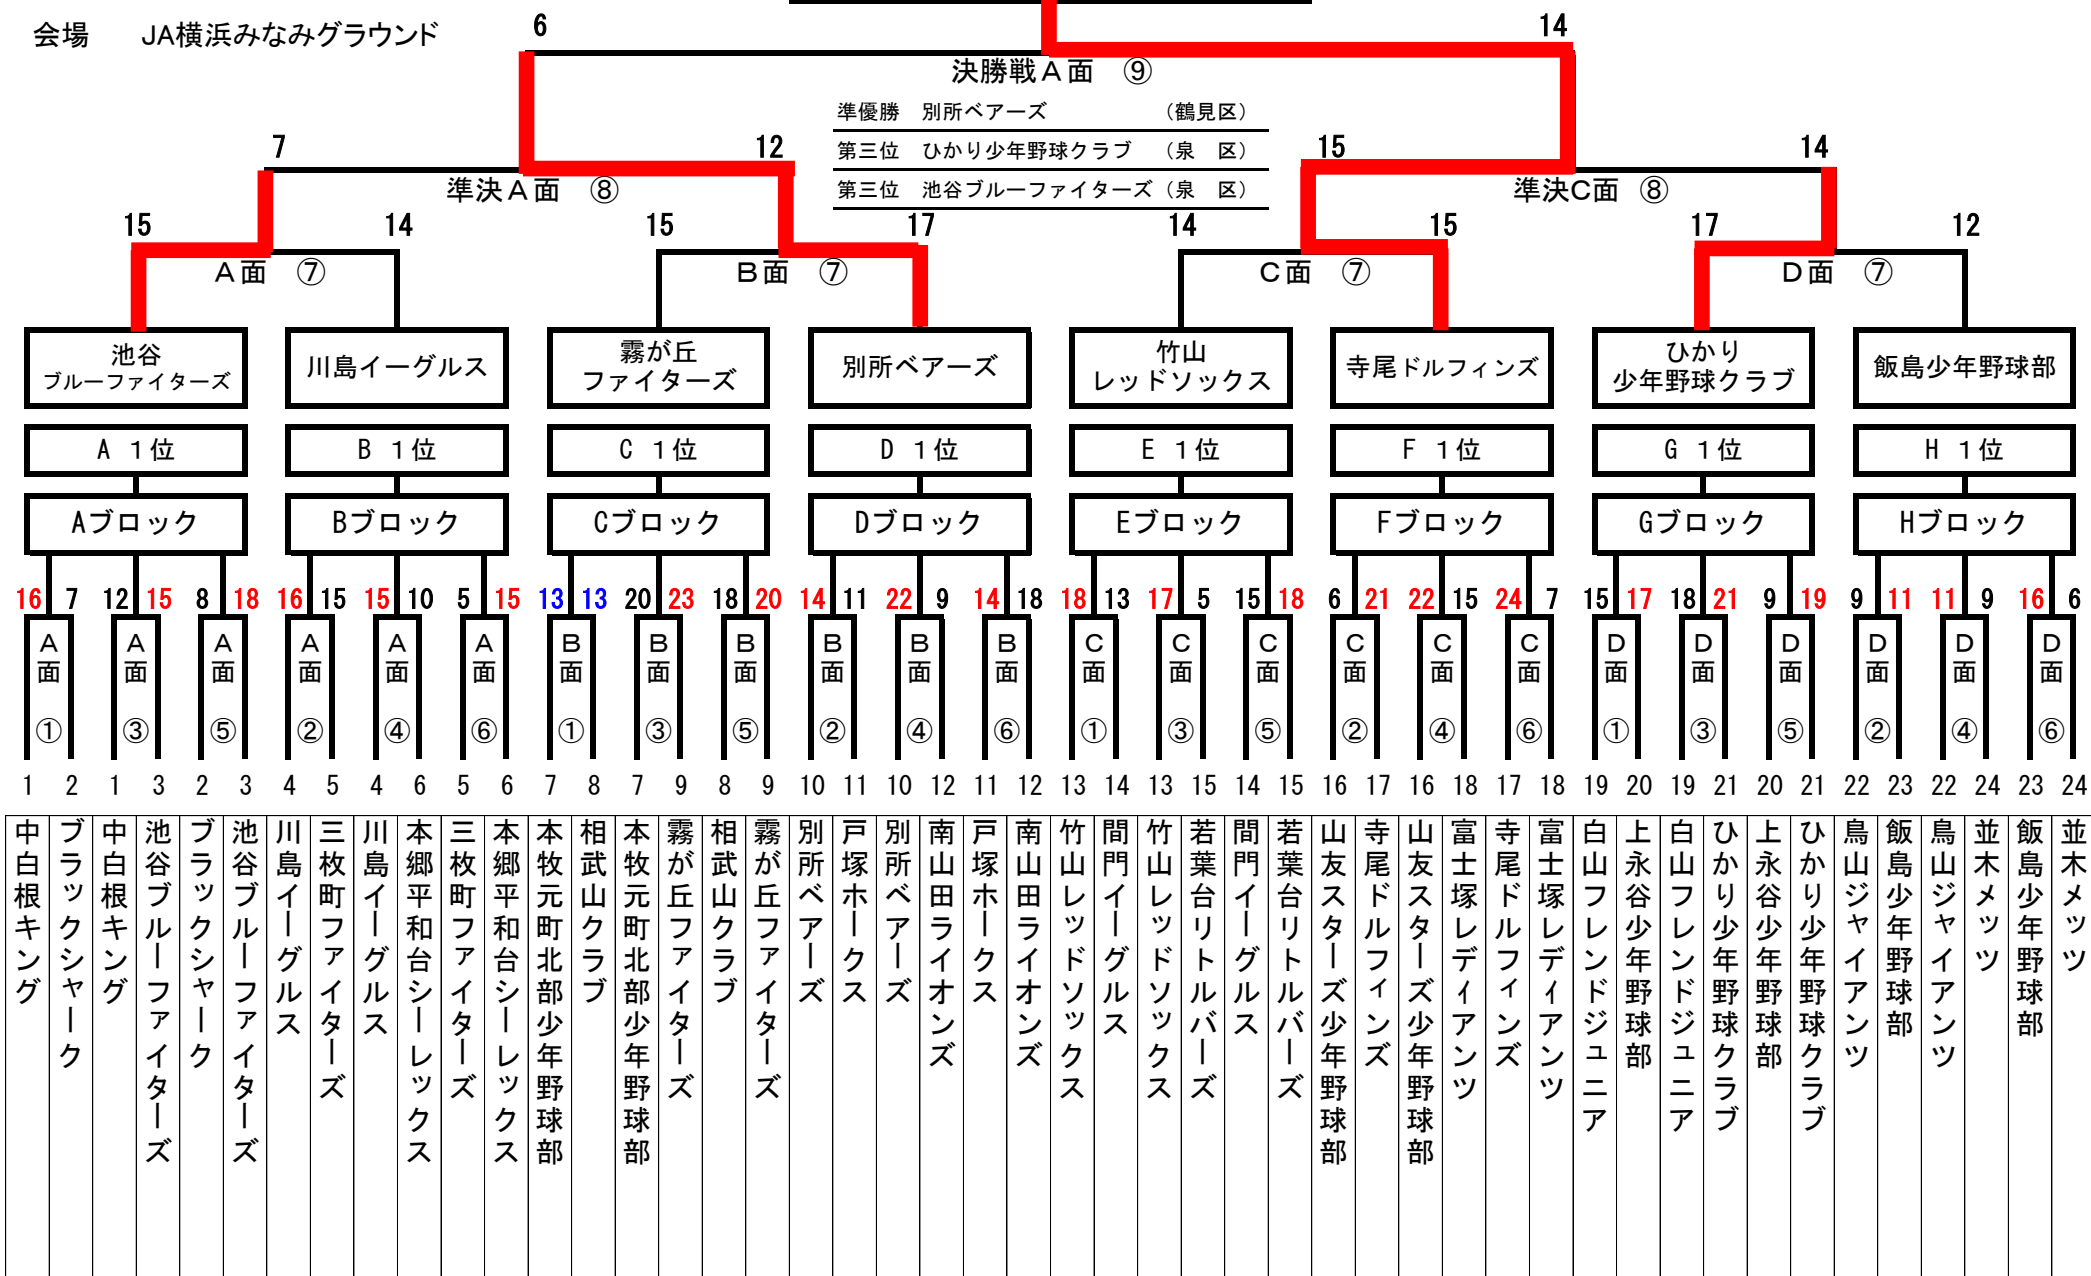 会場 JA横浜みなみグラウンド
6 14
決勝戦A面 ⑨
準優勝 別所ベアーズ (鶴見区)
第三位 ひかり少年野球クラブ (泉 区)
第三位 池谷ブルーファイターズ (泉 区)
7 12 15 14
準決A面 ⑧ 準決C面 ⑧
15 14 15 17 14 15 17 12
A面 ⑦ B面 ⑦ C面 ⑦ D面 ⑦
池谷
ブルーファイターズ
川島イーグルス
霧が丘
ファイターズ
別所ベアーズ
竹山
レッドソックス
寺尾ドルフィンズ
ひかり
少年野球クラブ
飯島少年野球部
A 1位 B 1位 C 1位 D 1位 E 1位 F 1位 G 1位 H 1位
Aブロック Bブロック Cブロック Dブロック Eブロック Fブロック Gブロック Hブロック
16 7 12 15 8 18 16 15 15 10 5 15 13 13 20 23 18 20 14 11 22 9 14 18 18 13 17 5 15 18 6 21 22 15 24 7 15 17 18 21 9 19 9 11 11 9 16 6
A面 A面 A面 A面 A面 A面 B面 B面 B面 B面 B面 B面 C面 C面 C面 C面 C面 C面 D面 D面 D面 D面 D面 D面
① ③ ⑤ ② ④ ⑥ ① ③ ⑤ ② ④ ⑥ ① ③ ⑤ ② ④ ⑥ ① ③ ⑤ ② ④ ⑥
1 2 1 3 2 3 4 5 4 6 5 6 7 8 7 9 8 9 10 11 10 12 11 12 13 14 13 15 14 15 16 17 16 18 17 18 19 20 19 21 20 21 22 23 22 24 23 24
中白根キング
ブラックシャーク
中白根キング
池谷ブルーファイターズ
ブラックシャーク
池谷ブルーファイターズ
川島イーグルス
三枚町ファイターズ
川島イーグルス
本郷平和台シーレックス
三枚町ファイターズ
本郷平和台シーレックス
本牧元町北部少年野球部
相武山クラブ
本牧元町北部少年野球部
霧が丘ファイターズ
相武山クラブ
霧が丘ファイターズ
別所ベアーズ
戸塚ホークス
別所ベアーズ
南山田ライオンズ
戸塚ホークス
南山田ライオンズ
竹山レッドソックス
間門イーグルス
竹山レッドソックス
若葉台リトルバーズ
間門イーグルス
若葉台リトルバーズ
山友スターズ少年野球部
寺尾ドルフィンズ
山友スターズ少年野球部
富士塚レディアンツ
寺尾ドルフィンズ
富士塚レディアンツ
白山フレンドジュニア
上永谷少年野球部
白山フレンドジュニア
ひかり少年野球クラブ
上永谷少年野球部
ひかり少年野球クラブ
鳥山ジャイアンツ
飯島少年野球部
鳥山ジャイアンツ
並木メッツ
飯島少年野球部
並木メッツ